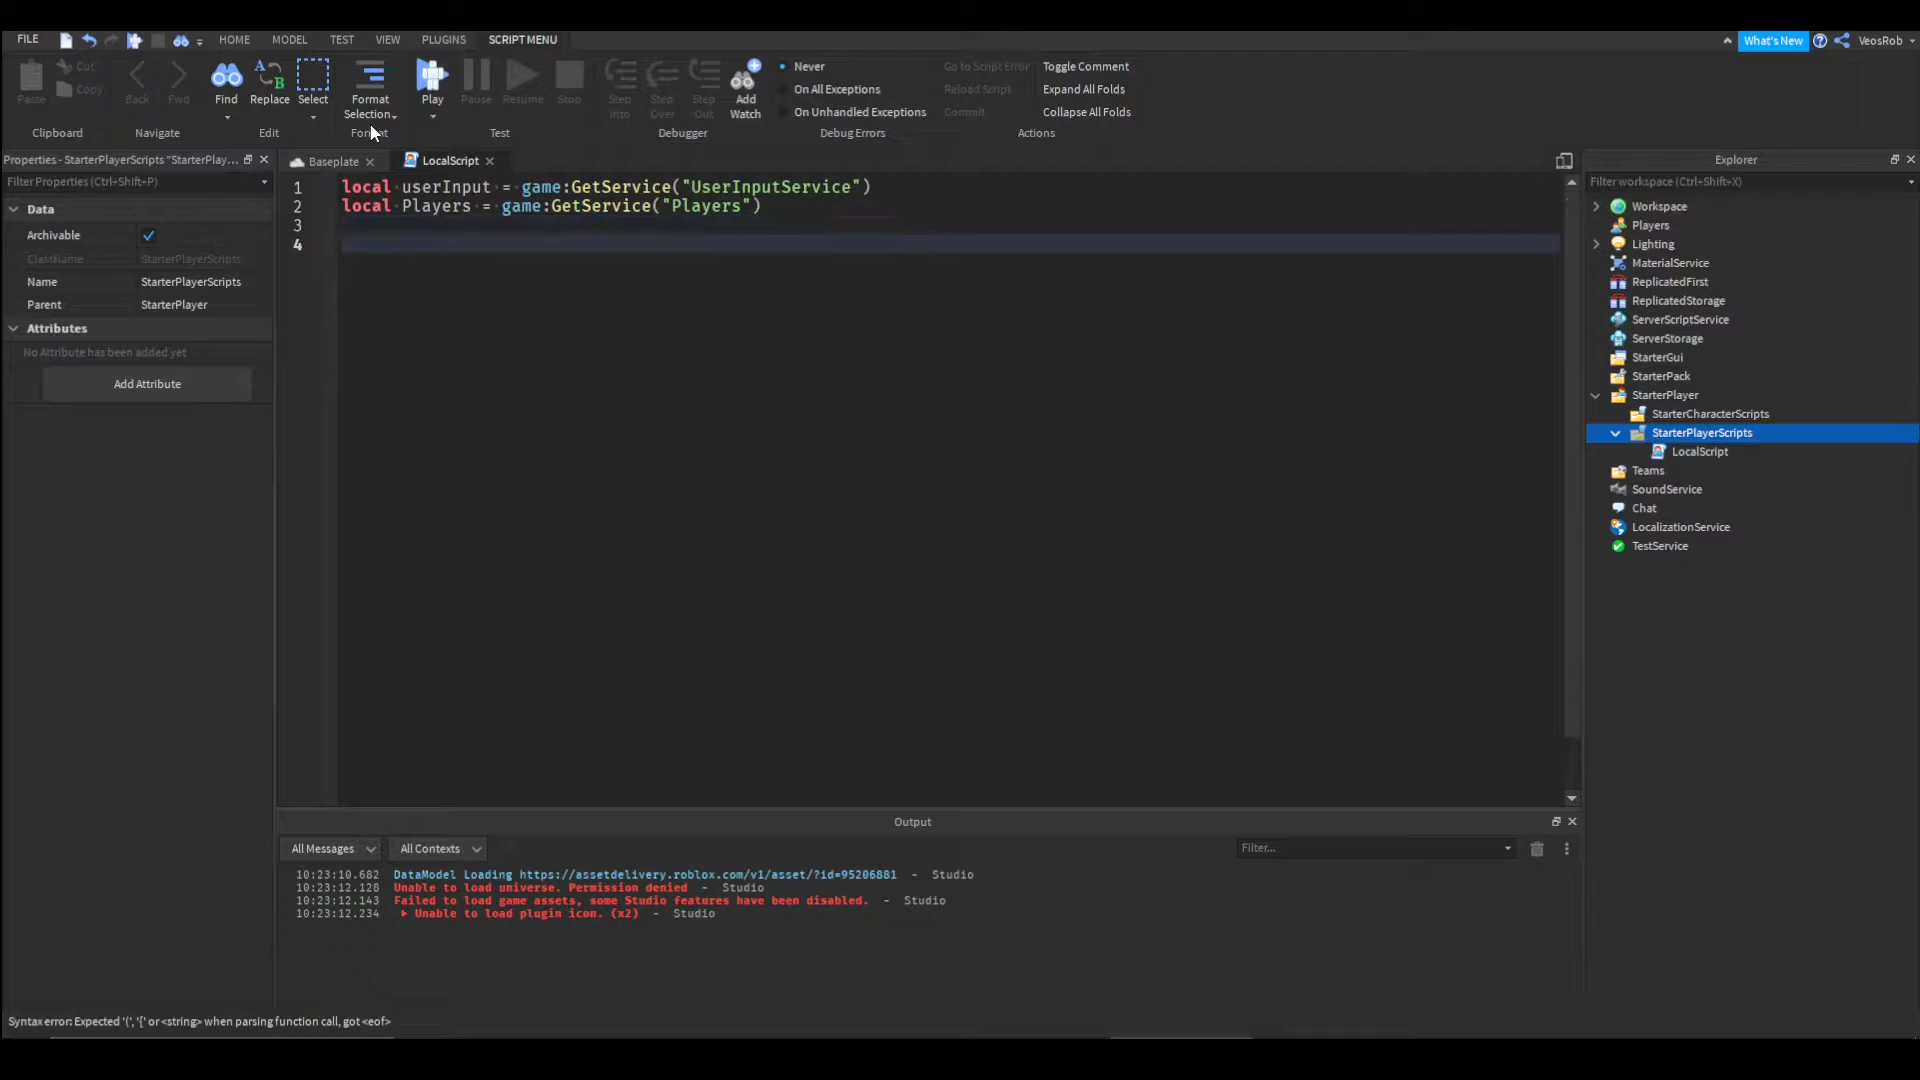 FILE HOME MODEL TEST VIEW PLUGINS SCRIPT MENU What's New VeosRob
Paste Cut Copy Back Fwd Find Replace Select Format Selection Play Pause Resume Stop Step Into Step Over Step Out Add Watch
Never Go to Script Error Toggle Comment
On All Exceptions Reload Script Expand All Folds
On Unhandled Exceptions Commit Collapse All Folds
Clipboard Navigate Edit Format Test Debugger Debug Errors Actions
Properties - StarterPlayerScripts "StarterPlay...
Filter Properties (Ctrl+Shift+P)
Data
Archivable
ClassName StarterPlayerScripts
Name StarterPlayerScripts
Parent StarterPlayer
Attributes
No Attribute has been added yet
Add Attribute
Baseplate LocalScript
1 local userInput = game:GetService("UserInputService")
2 local Players = game:GetService("Players")
3
4
Explorer
Filter workspace (Ctrl+Shift+X)
Workspace
Players
Lighting
MaterialService
ReplicatedFirst
ReplicatedStorage
ServerScriptService
ServerStorage
StarterGui
StarterPack
StarterPlayer
StarterCharacterScripts
StarterPlayerScripts
LocalScript
Teams
SoundService
Chat
LocalizationService
TestService
Output
All Messages All Contexts Filter...
10:23:10.682 DataModel Loading https://assetdelivery.roblox.com/v1/asset/?id=95206881 - Studio
10:23:12.128 Unable to load universe. Permission denied - Studio
10:23:12.143 Failed to load game assets, some Studio features have been disabled. - Studio
10:23:12.234 Unable to load plugin icon. (x2) - Studio
Syntax error: Expected '(', '{' or <string> when parsing function call, got <eof>